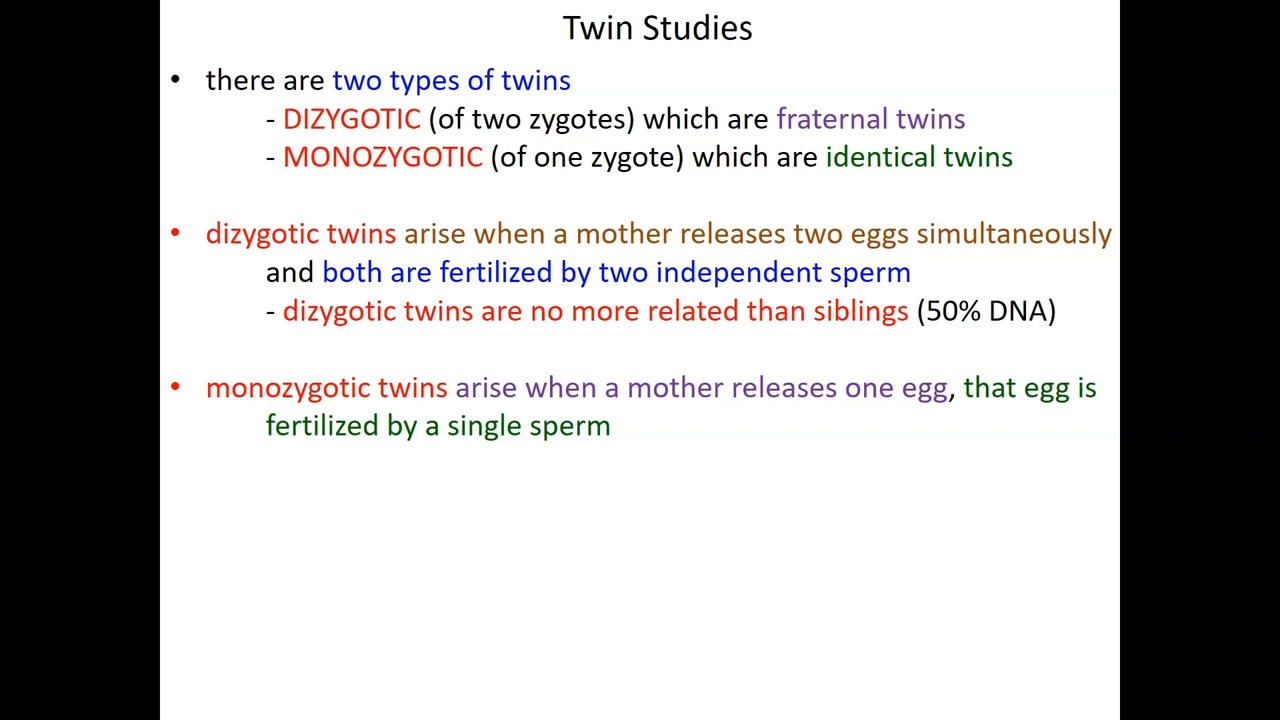 Twin Studies
• there are two types of twins
- DIZYGOTIC (of two zygotes) which are fraternal twins
- MONOZYGOTIC (of one zygote) which are identical twins
• dizygotic twins arise when a mother releases two eggs simultaneously
and both are fertilized by two independent sperm
- dizygotic twins are no more related than siblings (50% DNA)
• monozygotic twins arise when a mother releases one egg, that egg is
fertilized by a single sperm